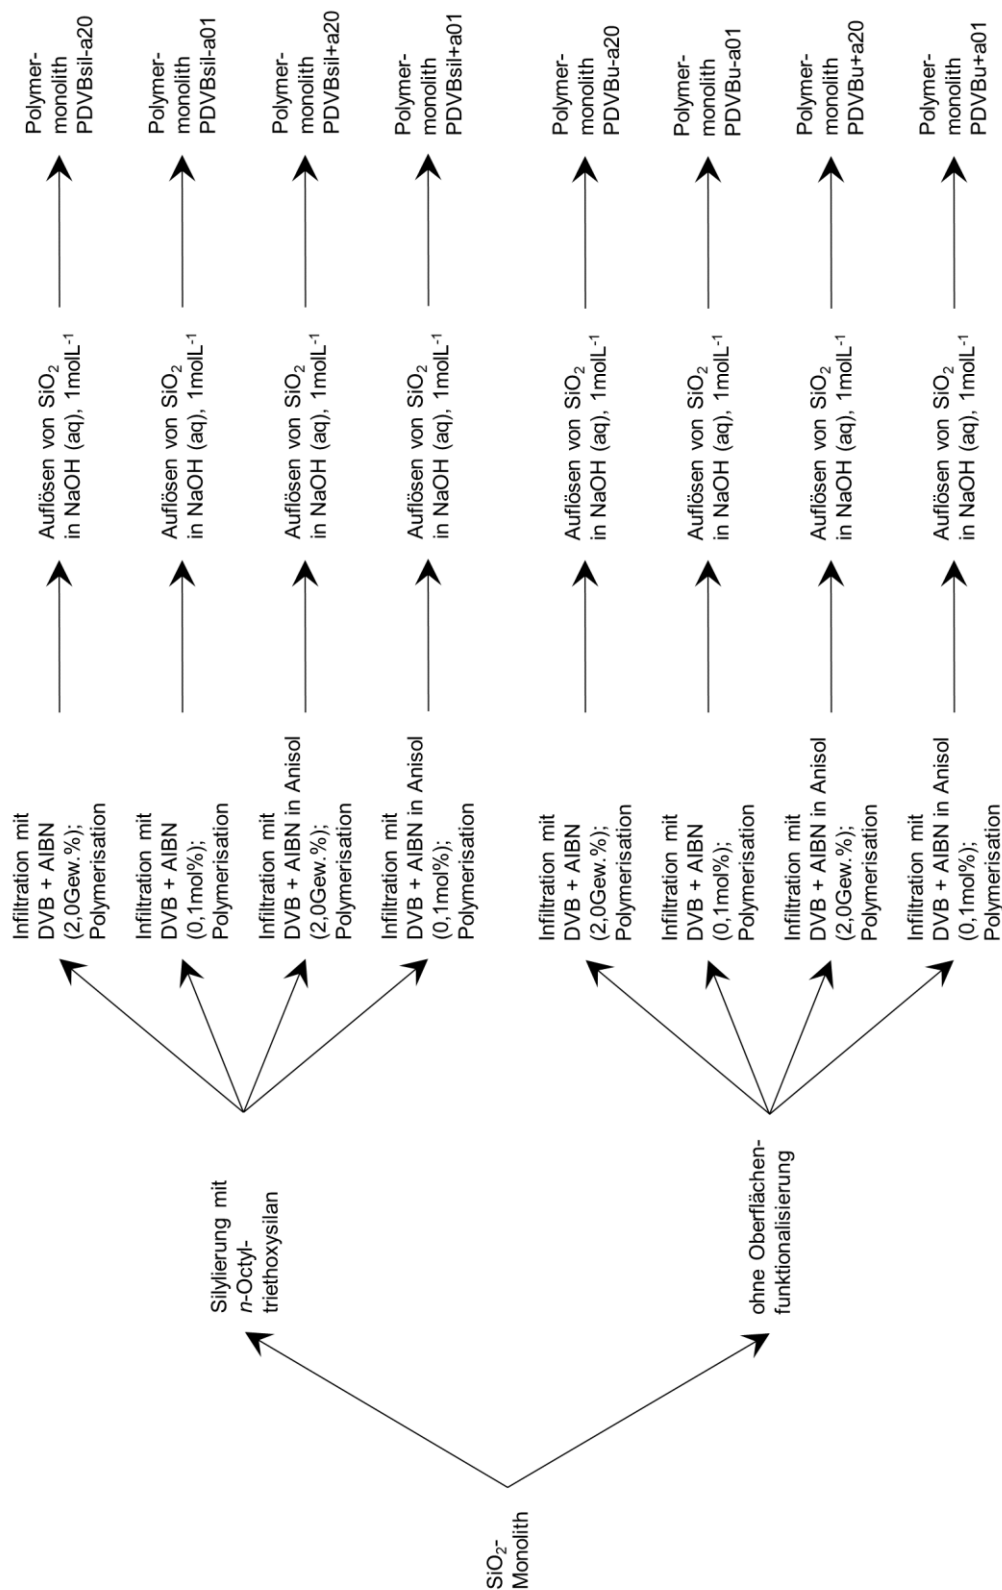 SiO2-
Monolith
Silylierung mit
n-Octyl-
triethoxysilan
Infiltration mit
DVB + AIBN
(2,0Gew.%);
Polymerisation
Auflösen von SiO2
in NaOH (aq), 1molL-1
Polymer-
monolith
PDVBsil-a20
Infiltration mit
DVB + AIBN
(0,1mol%);
Polymerisation
Auflösen von SiO2
in NaOH (aq), 1molL-1
Polymer-
monolith
PDVBsil-a01
Infiltration mit
DVB + AIBN in Anisol
(2,0Gew.%);
Polymerisation
Auflösen von SiO2
in NaOH (aq), 1molL-1
Polymer-
monolith
PDVBsil+a20
Infiltration mit
DVB + AIBN in Anisol
(0,1mol%);
Polymerisation
Auflösen von SiO2
in NaOH (aq), 1molL-1
Polymer-
monolith
PDVBsil+a01
ohne Oberflächen-
funktionalisierung
Infiltration mit
DVB + AIBN
(2,0Gew.%);
Polymerisation
Auflösen von SiO2
in NaOH (aq), 1molL-1
Polymer-
monolith
PDVBu-a20
Infiltration mit
DVB + AIBN
(0,1mol%);
Polymerisation
Auflösen von SiO2
in NaOH (aq), 1molL-1
Polymer-
monolith
PDVBu-a01
Infiltration mit
DVB + AIBN in Anisol
(2,0Gew.%);
Polymerisation
Auflösen von SiO2
in NaOH (aq), 1molL-1
Polymer-
monolith
PDVBu+a20
Infiltration mit
DVB + AIBN in Anisol
(0,1mol%);
Polymerisation
Auflösen von SiO2
in NaOH (aq), 1molL-1
Polymer-
monolith
PDVBu+a01